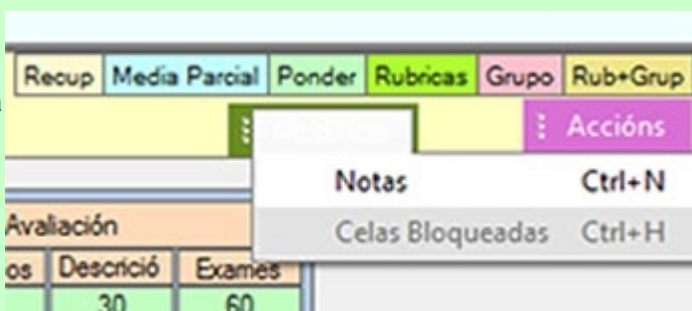 Recup Media Parcial Ponder Rubricas Grupo Rub+Grup
Accións
Notas Ctrl+N
Celas Bloqueadas Ctrl+H
Avaliación
os Descrició Exames
30 60